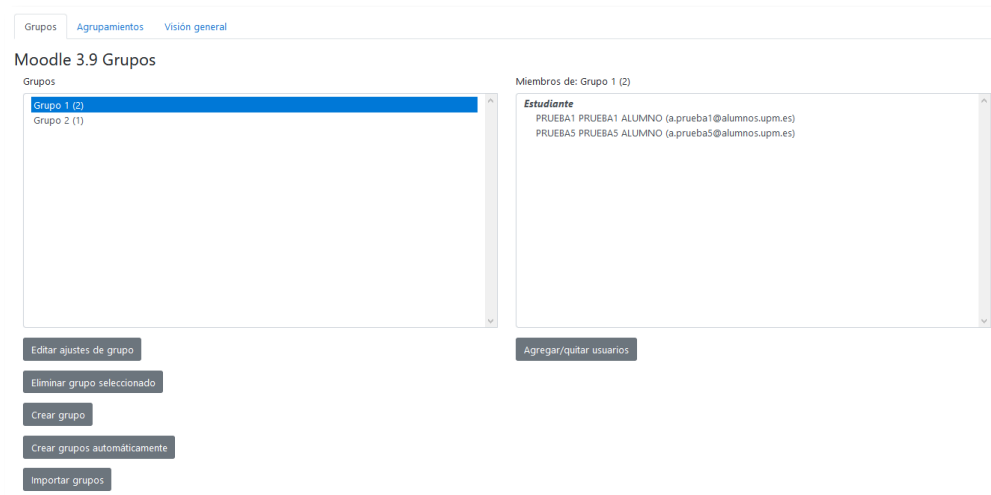 Grupos Agrupamientos Visión general
Moodle 3.9 Grupos
Grupos
Grupo 1 (2)
Grupo 2 (1)
Miembros de: Grupo 1 (2)
Estudiante
PRUEBA1 PRUEBA1 ALUMNO (a.prueba1@alumnos.upm.es)
PRUEBA5 PRUEBA5 ALUMNO (a.prueba5@alumnos.upm.es)
Editar ajustes de grupo
Eliminar grupo seleccionado
Crear grupo
Crear grupos automáticamente
Importar grupos
Agregar/quitar usuarios